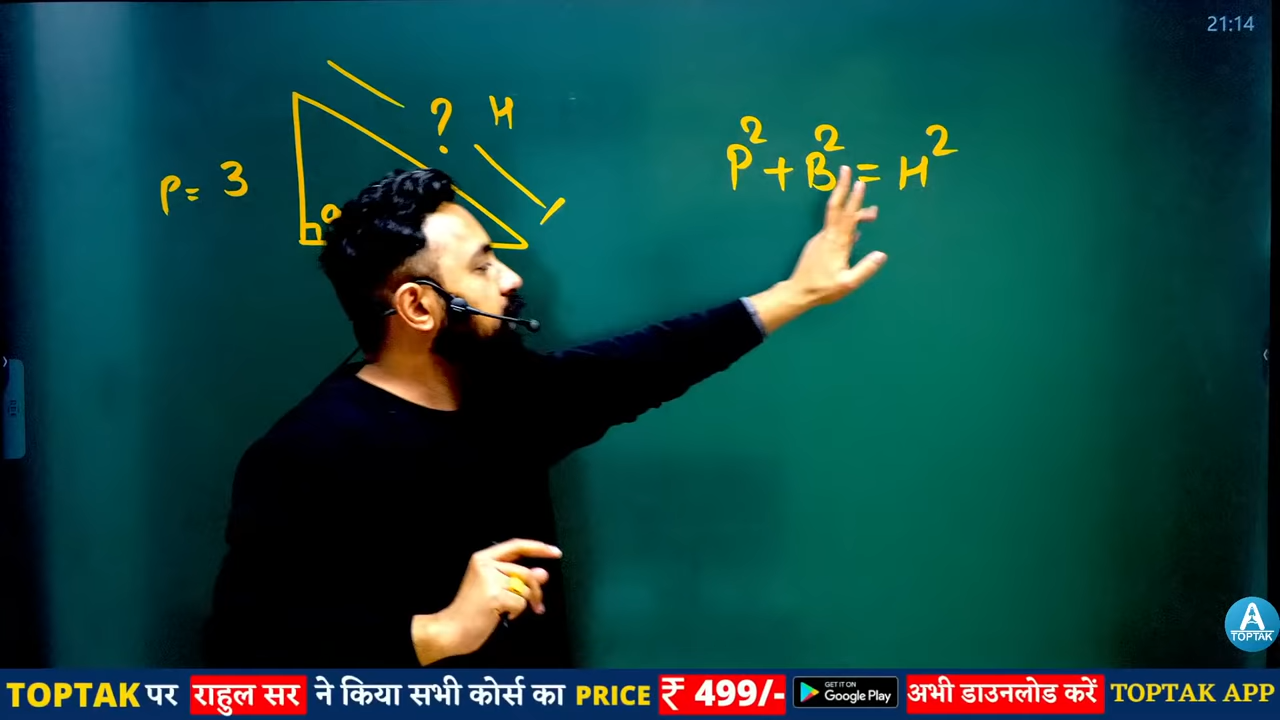 21:14
? H
P = 3
P² + B² = H²
A
TOPTAK
TOPTAK पर राहुल सर ने किया सभी कोर्स का PRICE ₹ 499/- GET IT ON Google Play अभी डाउनलोड करें TOPTAK APP